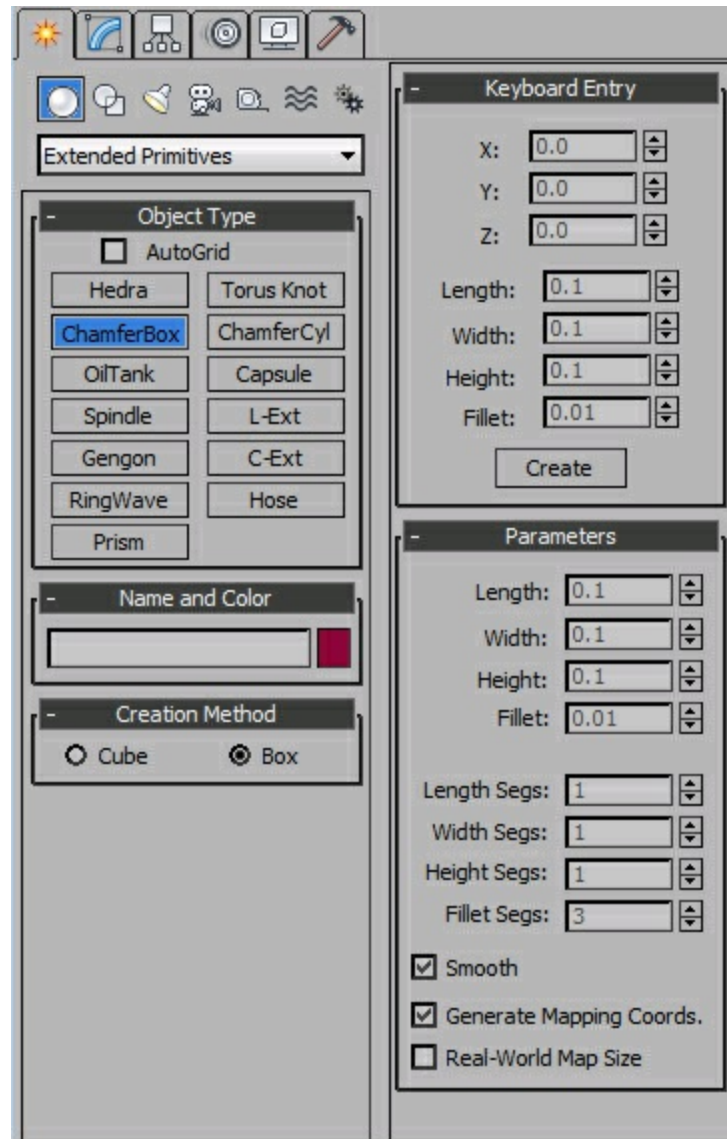 Extended Primitives
- Object Type
AutoGrid
Hedra Torus Knot
ChamferBox ChamferCyl
OilTank Capsule
Spindle L-Ext
Gengon C-Ext
RingWave Hose
Prism
- Name and Color
- Creation Method
Cube Box
- Keyboard Entry
X: 0.0
Y: 0.0
Z: 0.0
Length: 0.1
Width: 0.1
Height: 0.1
Fillet: 0.01
Create
- Parameters
Length: 0.1
Width: 0.1
Height: 0.1
Fillet: 0.01
Length Segs: 1
Width Segs: 1
Height Segs: 1
Fillet Segs: 3
Smooth
Generate Mapping Coords.
Real-World Map Size